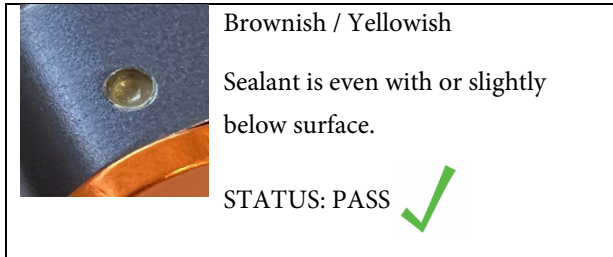 Brownish / Yellowish
Sealant is even with or slightly
below surface.
STATUS: PASS